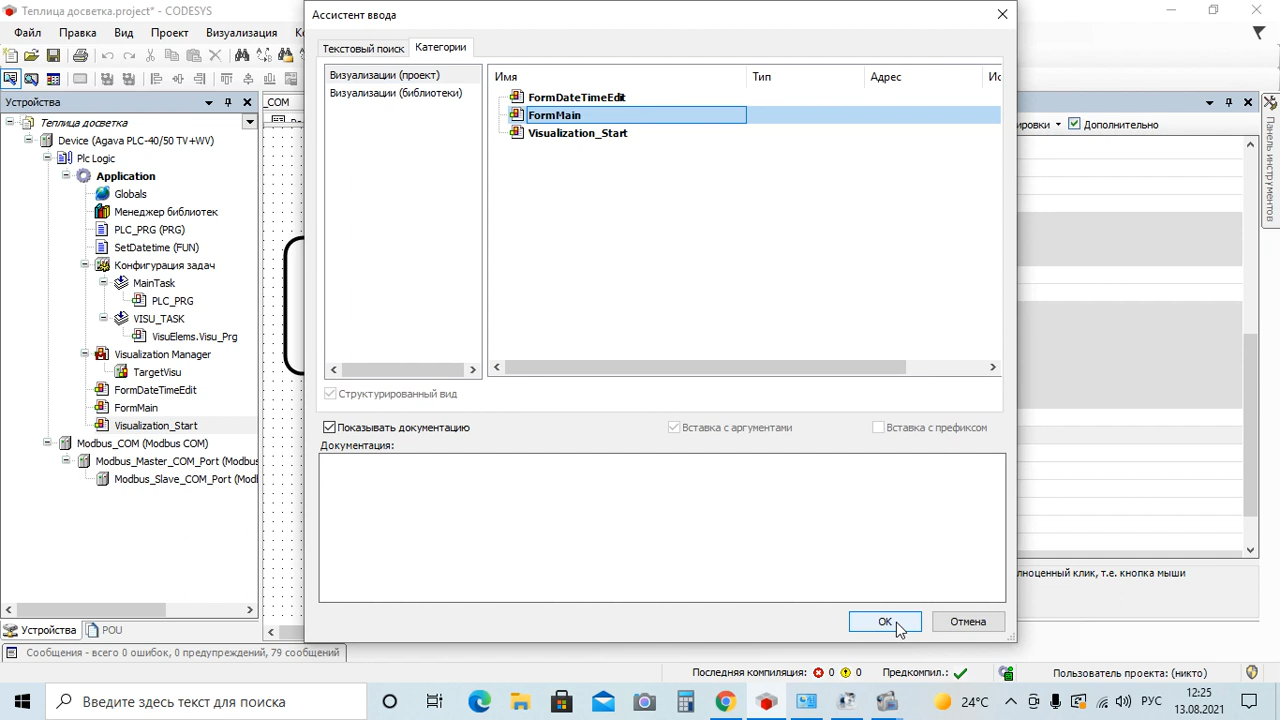 Теплица досветка.project* - CODESYS
Файл Правка Вид Проект Визуализация
Ассистент ввода
Текстовый поиск Категории
Визуализации (проект)
Визуализации (библиотеки)
Имя Тип Адрес
FormDateTimeEdit
FormMain
Visualization_Start
Структурированный вид
Показывать документацию Вставка с аргументами Вставка с префиксом
Документация:
OK Отмена
Устройства
Теплица досветка
Device (Agava PLC-40/50 TV+WV)
Plc Logic
Application
Globals
Менеджер библиотек
PLC_PRG (PRG)
SetDatetime (FUN)
Конфигурация задач
MainTask
PLC_PRG
VISU_TASK
VisuElems.Visu_Prg
Visualization Manager
TargetVisu
FormDateTimeEdit
FormMain
Visualization_Start
Modbus_COM (Modbus COM)
Modbus_Master_COM_Port (Modbus
Modbus_Slave_COM_Port (Mod
_COM
Дополнительно
Панель инструментов
лноценный клик, т.е. кнопка мыши
Устройства POU
Сообщения - всего 0 ошибок, 0 предупреждений, 79 сообщений
Последняя компиляция: 0 0 Предкомпил.: Пользователь проекта: (никто)
Введите здесь текст для поиска
24°C РУС 12:25
13.08.2021